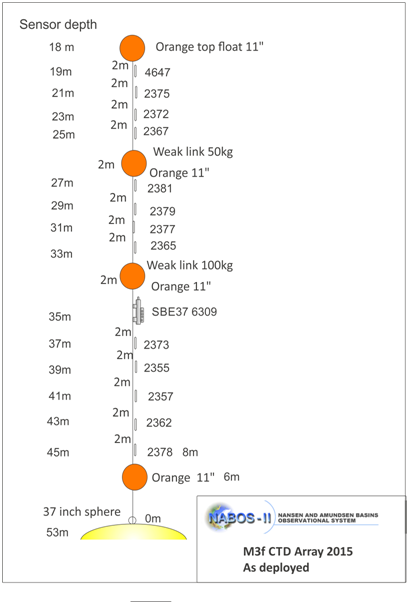 Sensor depth
18 m
Orange top float 11"
2m
19m
4647
2m
21m
2375
2m
23m
2372
2m
25m
2367
Weak link 50kg
2m
Orange 11"
27m
2381
2m
29m
2379
2m
31m
2377
2m
33m
2365
Weak link 100kg
2m
Orange 11"
35m
SBE37 6309
2m
37m
2373
2m
39m
2355
2m
41m
2357
2m
43m
2362
2m
45m
2378 8m
Orange 11" 6m
37 inch sphere
0m
53m
NABOS-II
NANSEN AND AMUNDSEN BASINS
OBSERVATIONAL SYSTEM
M3f CTD Array 2015
As deployed